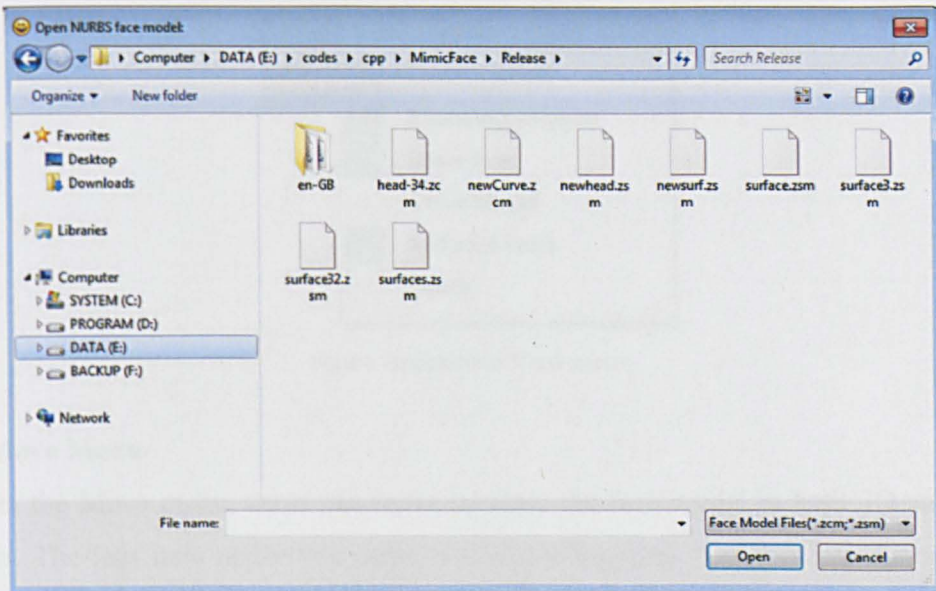 Open NURBS face model:
Computer ▸ DATA (E:) ▸ codes ▸ cpp ▸ MimicFace ▸ Release ▸
Search Release
Organize
New folder
Favorites
Desktop
Downloads
Libraries
Computer
SYSTEM (C:)
PROGRAM (D:)
DATA (E:)
BACKUP (F:)
Network
en-GB
head-34.zc
m
newCurve.z
cm
newhead.zs
m
newsurf.zs
m
surface.zsm
surface3.zs
m
surface32.z
sm
surfaces.zs
m
File name:
Face Model Files(*.zcm;*.zsm)
Open
Cancel